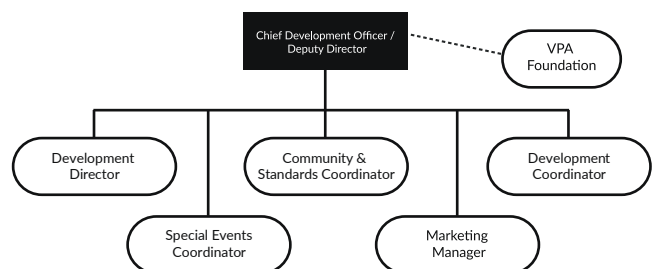 Chief Development Officer /
Deputy Director
VPA
Foundation
Development
Director
Community &
Standards Coordinator
Development
Coordinator
Special Events
Coordinator
Marketing
Manager